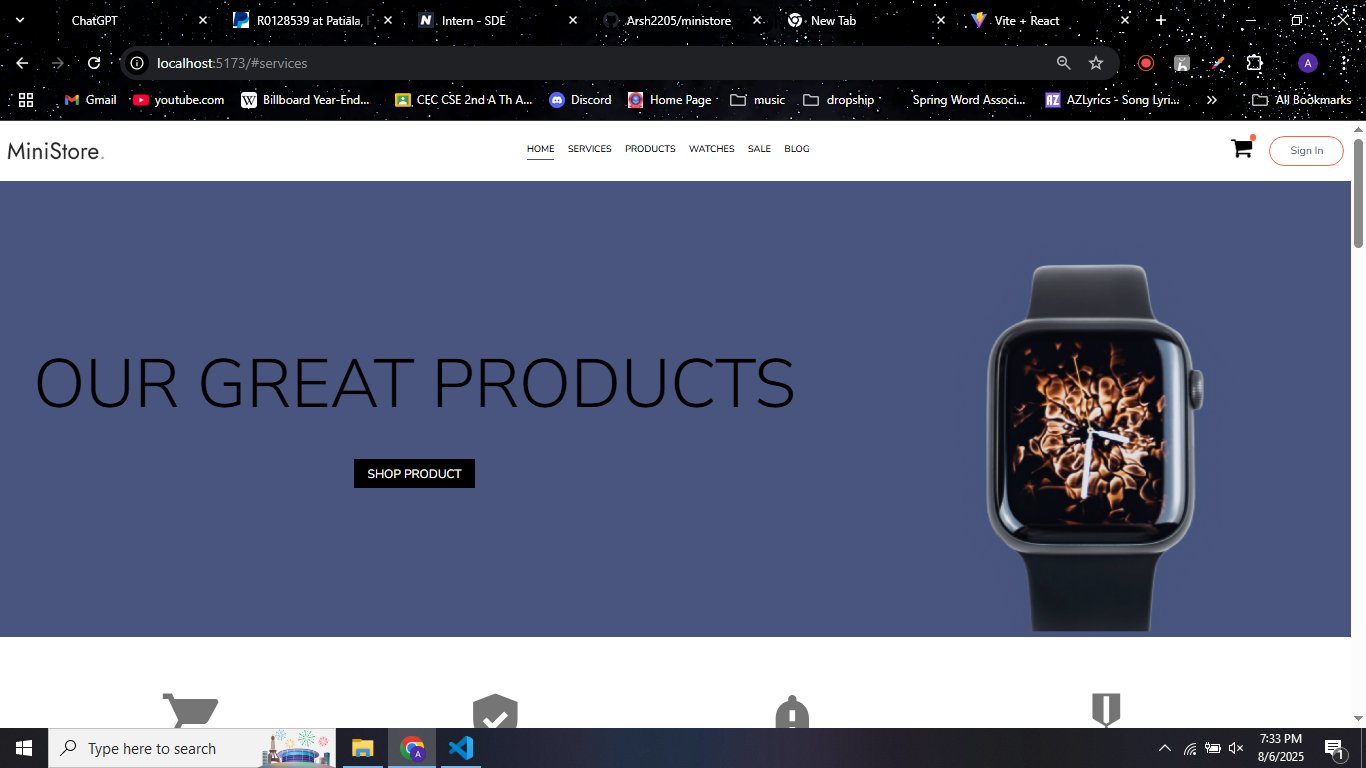 ChatGPT
R0128539 at Patiala, P
Intern - SDE
Arsh2205/ministore
New Tab
Vite + React
localhost:5173/#services
A
Gmail
youtube.com
Billboard Year-End...
CEC CSE 2nd A Th A...
Discord
Home Page
music
dropship
Spring Word Associ...
AZLyrics - Song Lyri...
All Bookmarks
MiniStore.
HOME
SERVICES
PRODUCTS
WATCHES
SALE
BLOG
Sign In
OUR GREAT PRODUCTS
SHOP PRODUCT
Type here to search
7:33 PM
8/6/2025
1